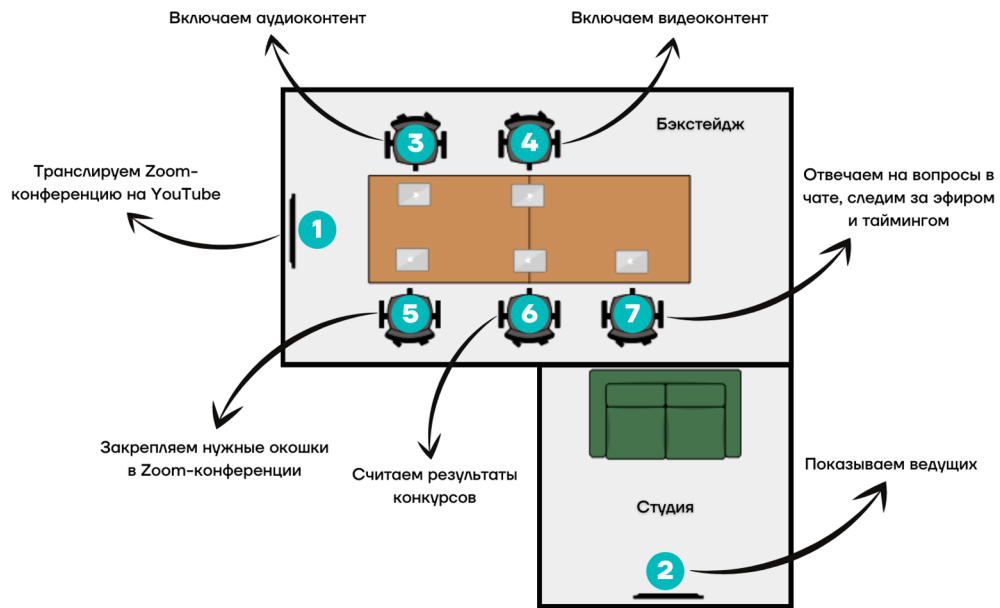 Включаем аудиоконтент
Включаем видеоконтент
3
4
Бэкстейдж
Транслируем Zoom-
конференцию на YouTube
1
Отвечаем на вопросы в
чате, следим за эфиром
и таймингом
5
6
7
Закрепляем нужные окошки
в Zoom-конференции
Считаем результаты
конкурсов
Показываем ведущих
Студия
2